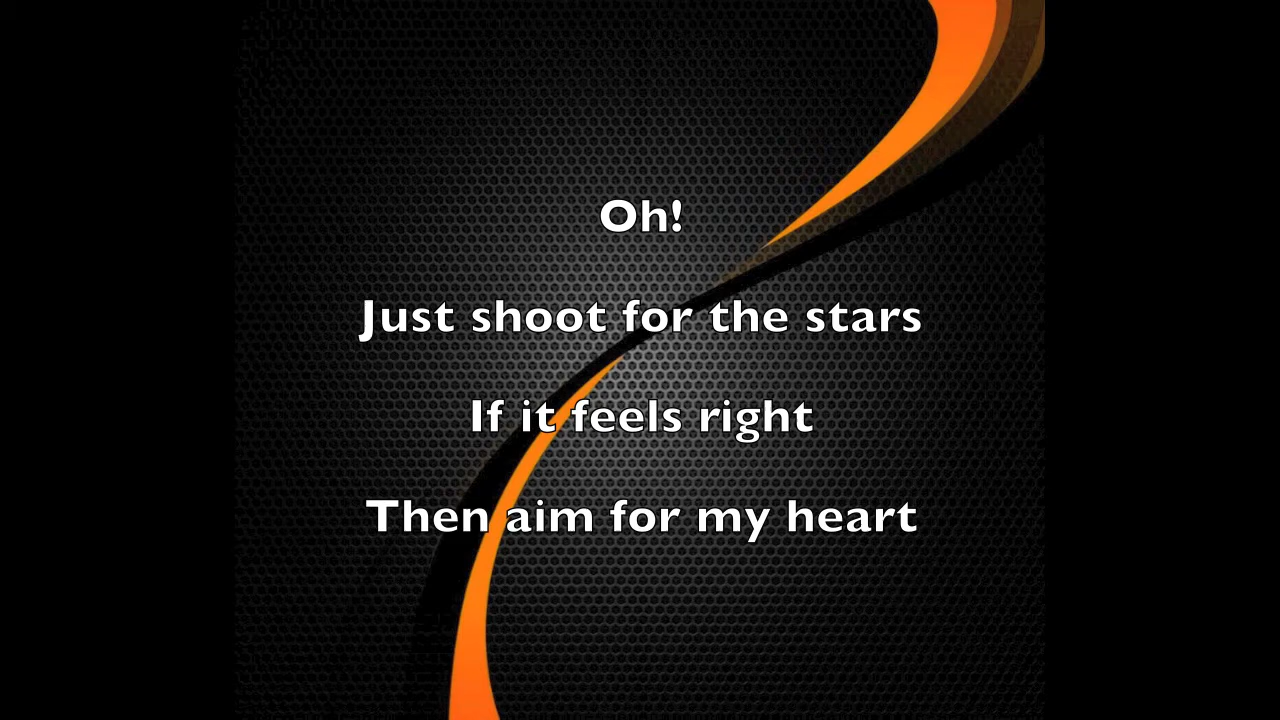 Oh!
Just shoot for the stars
If it feels right
Then aim for my heart